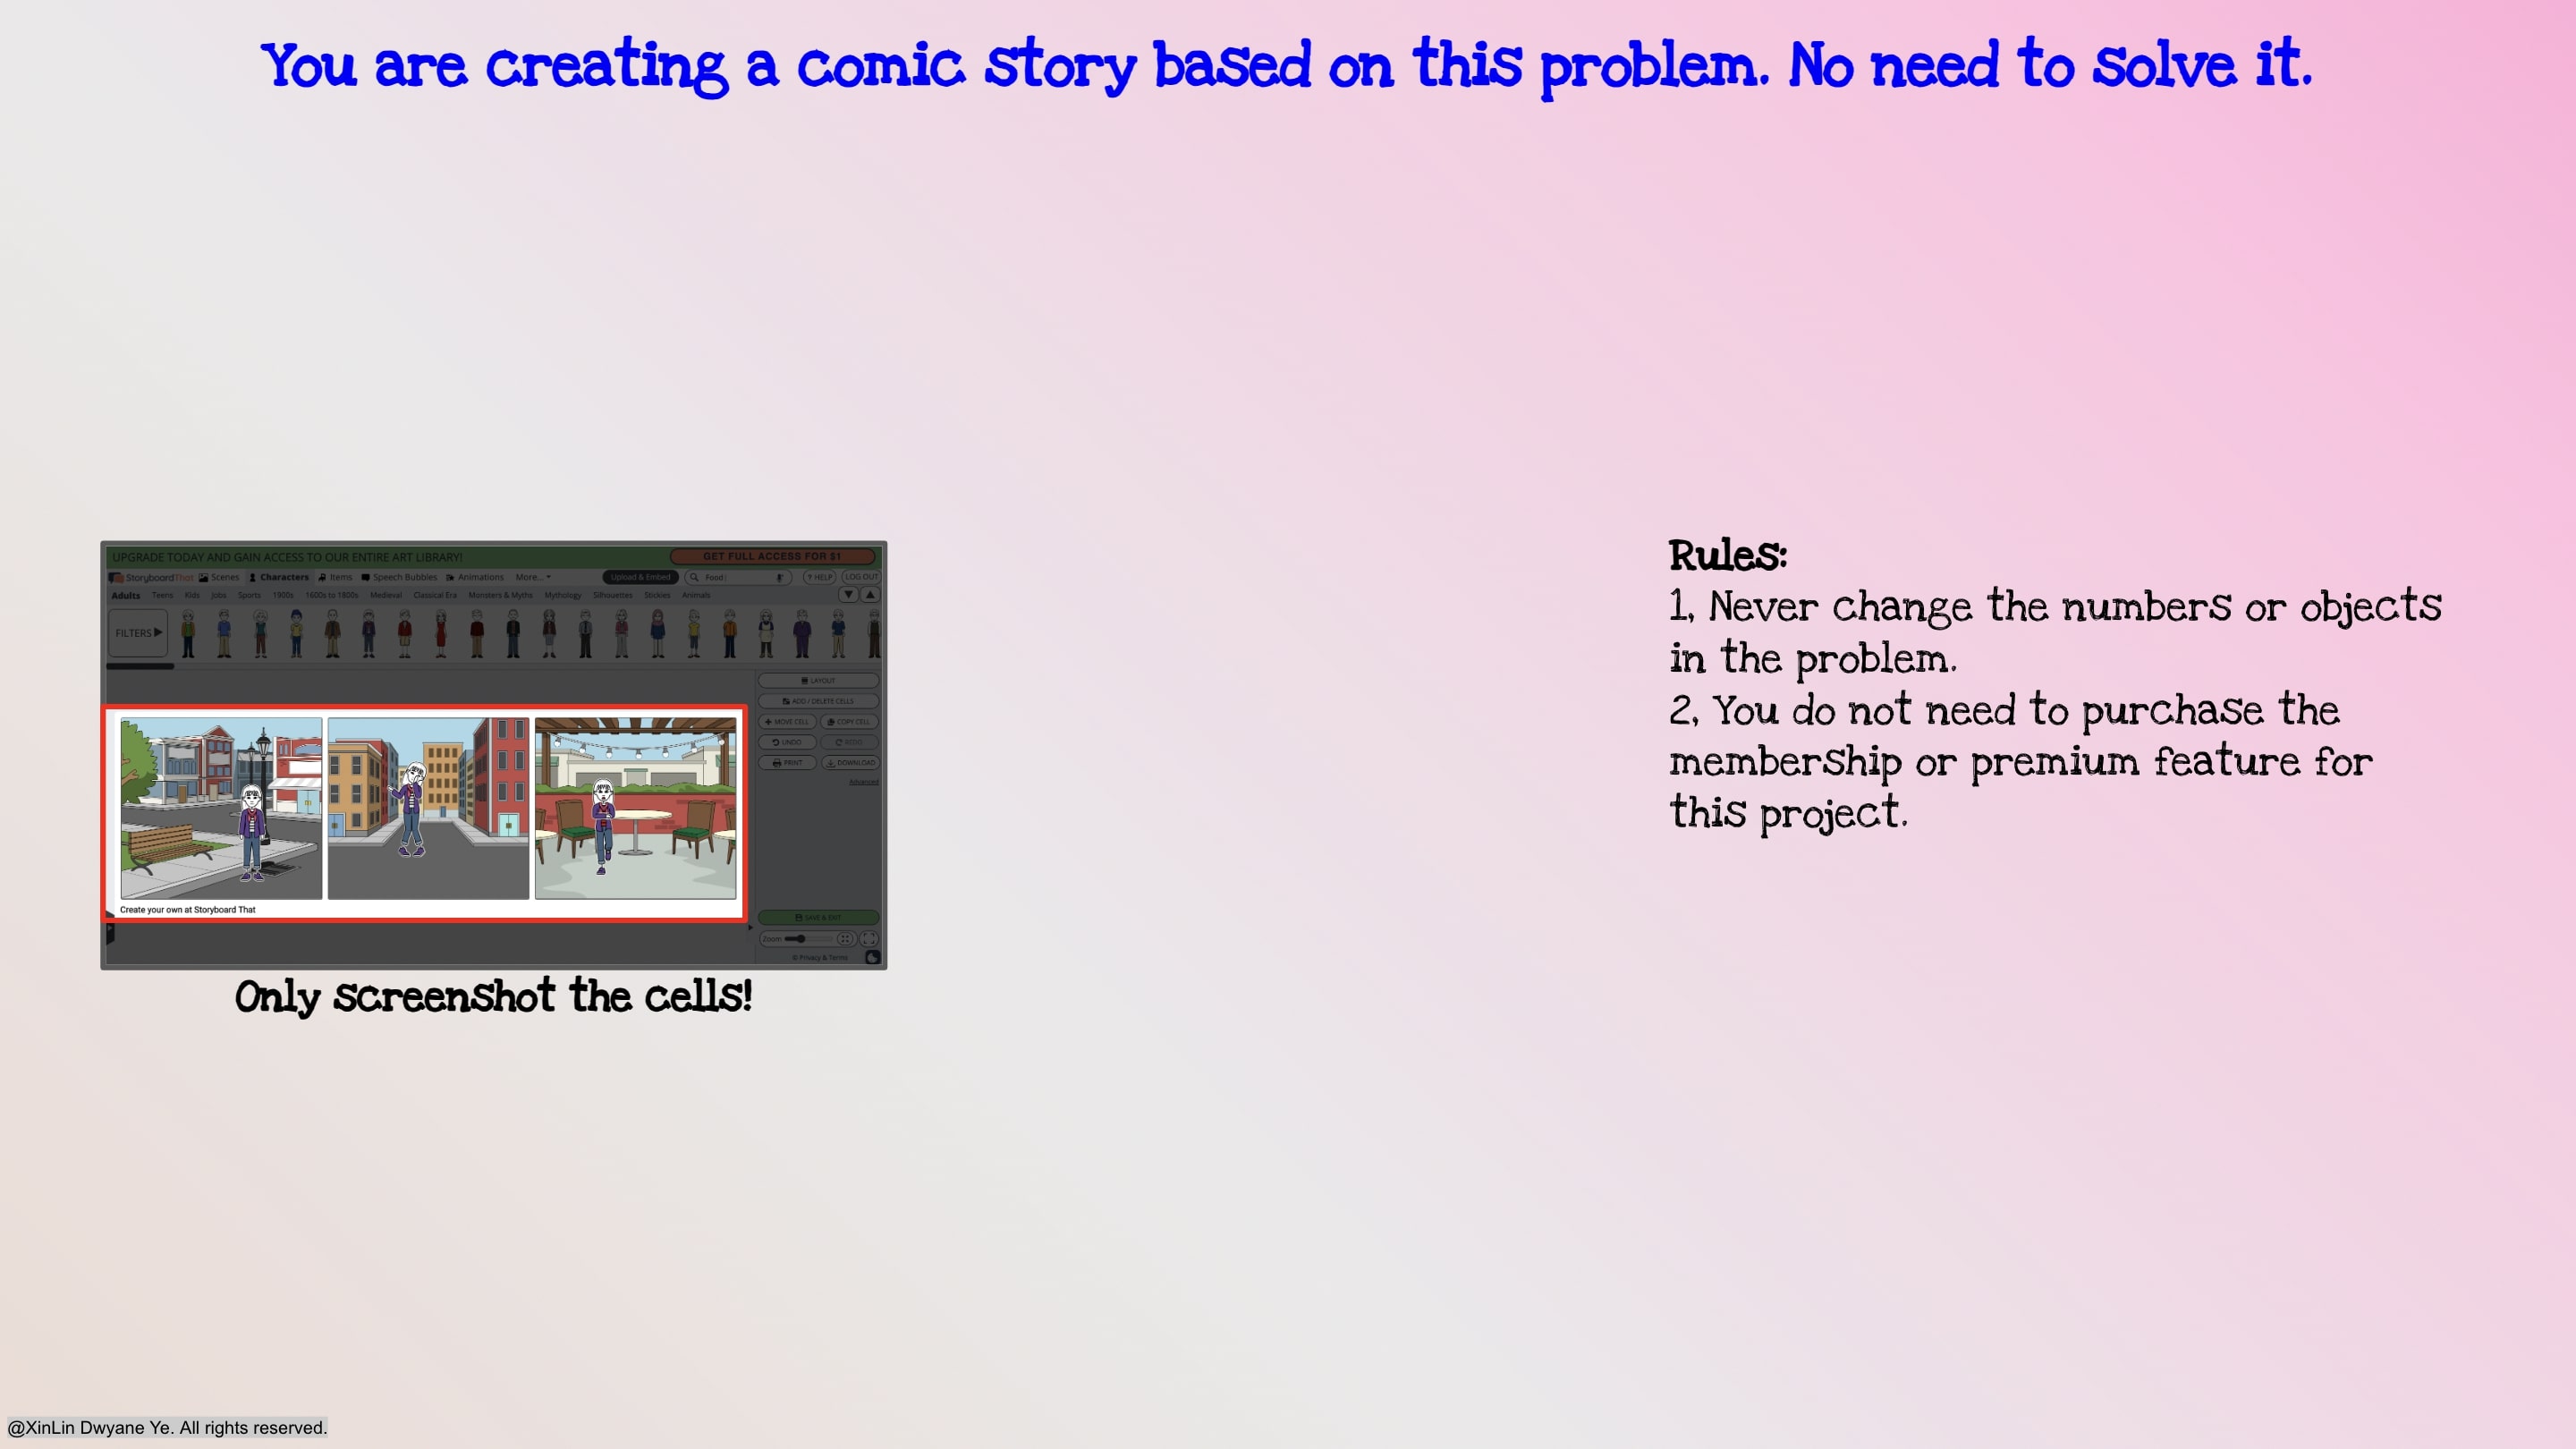 You are creating a comic story based on this problem. No need to solve it.
UPGRADE TODAY AND GAIN ACCESS TO OUR ENTIRE ART LIBRARY!
GET FULL ACCESS FOR $1
StoryboardThat Scenes Characters Items Speech Bubbles Animations More... Upload & Embed Food ? HELP LOG OUT
Adults Teens Kids Jobs Sports 1900s 1600s to 1800s Medieval Classical Era Monsters & Myths Mythology Silhouettes Stickies Animals
FILTERS
LAYOUT
ADD / DELETE CELLS
MOVE CELL COPY CELL
UNDO REDO
PRINT DOWNLOAD
Advanced
Create your own at Storyboard That
SAVE & EXIT
Zoom
© Privacy & Terms
Only screenshot the cells!
Rules:
1, Never change the numbers or objects
in the problem.
2, You do not need to purchase the
membership or premium feature for
this project.
@XinLin Dwyane Ye. All rights reserved.